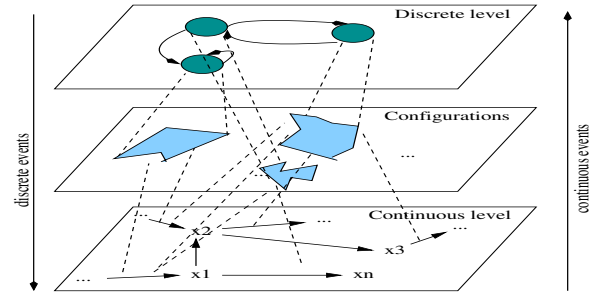 Discrete level
Configurations
...
...
Continuous level
...
...
...
x2
x3
...
x1
xn
discrete events
continuous events